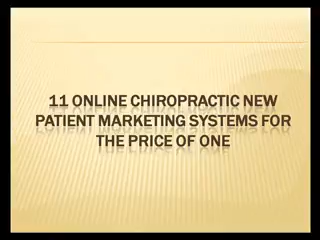 11 ONLINE CHIROPRACTIC NEW
PATIENT MARKETING SYSTEMS FOR
THE PRICE OF ONE